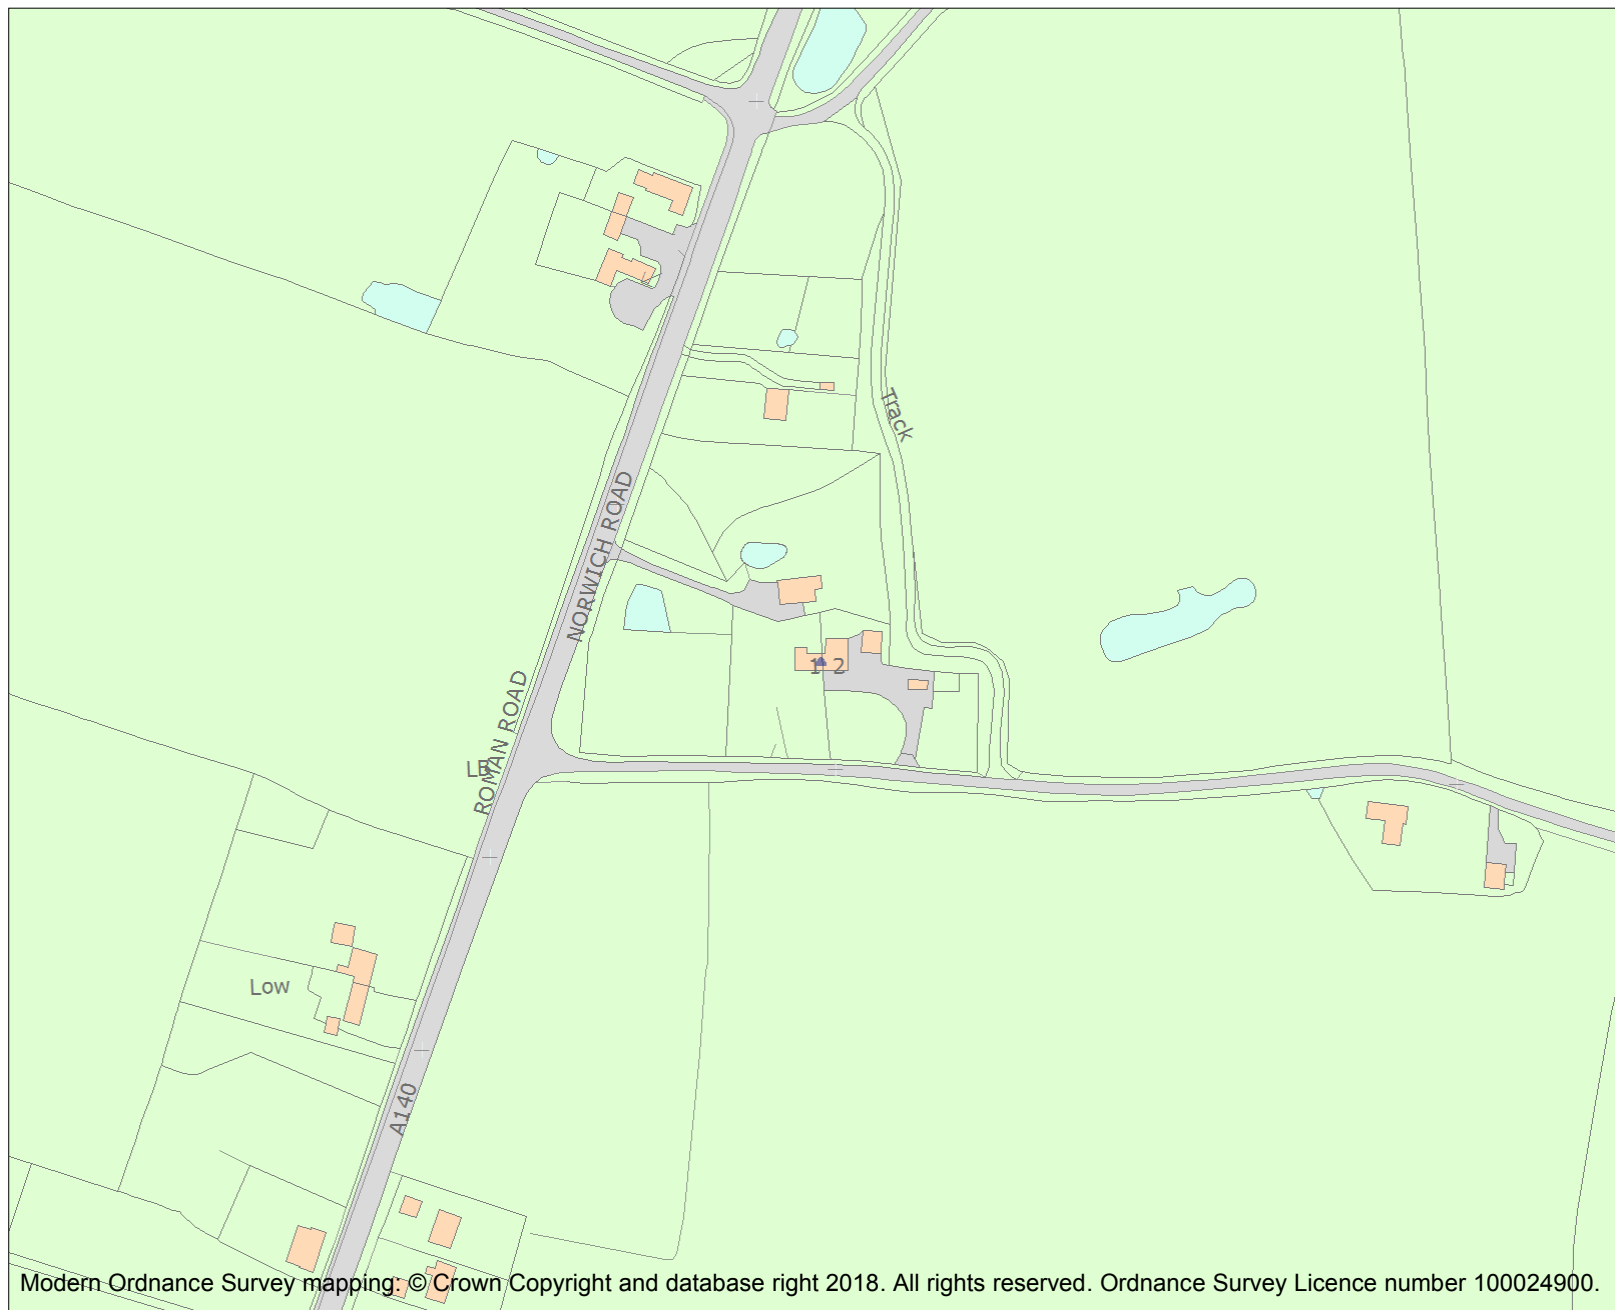 Track
NORWICH ROAD
1 2
ROMAN ROAD
LB
Low
A140
Modern Ordnance Survey mapping: © Crown Copyright and database right 2018. All rights reserved. Ordnance Survey Licence number 100024900.